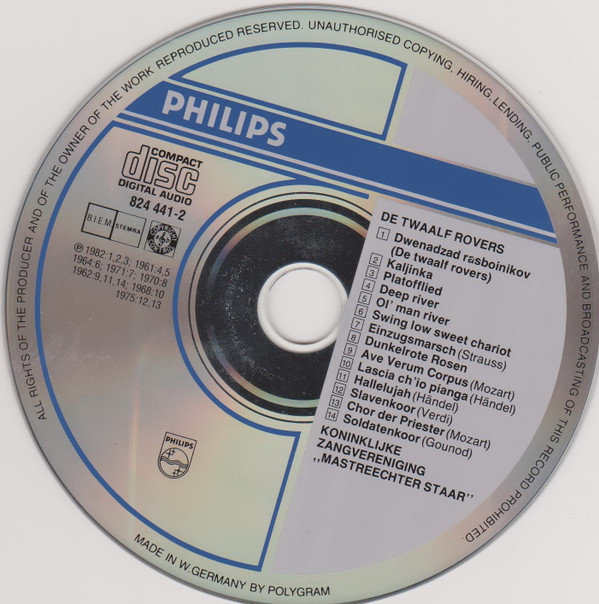 ALL RIGHTS OF THE PRODUCER AND OF THE OWNER OF THE WORK REPRODUCED RESERVED. UNAUTHORISED COPYING, HIRING, LENDING, PUBLIC PERFORMANCE AND BROADCASTING OF THIS RECORD PROHIBITED.
PHILIPS
COMPACT
disc
DIGITAL AUDIO
824 441-2
B.I.E.M.
STEMRA
COPYRIGHT CONTROL
℗ 1982:1,2,3; 1961:4,5
1964:6; 1971:7; 1970:8
1962:9,11,14; 1968:10
1975:12,13
DE TWAALF ROVERS
1 Dwenadzad rasboinikov
(De twaalf rovers)
2 Kaljinka
3 Platofflied
4 Deep river
5 Ol' man river
6 Swing low sweet chariot
7 Einzugsmarsch (Strauss)
8 Dunkelrote Rosen
9 Ave Verum Corpus (Mozart)
10 Lascia ch'io pianga (Händel)
11 Hallelujah (Händel)
12 Slavenkoor (Verdi)
13 Chor der Priester (Mozart)
14 Soldatenkoor (Gounod)
KONINKLIJKE
ZANGVERENIGING
,,MASTREECHTER STAAR''
PHILIPS
MADE IN W.GERMANY BY POLYGRAM